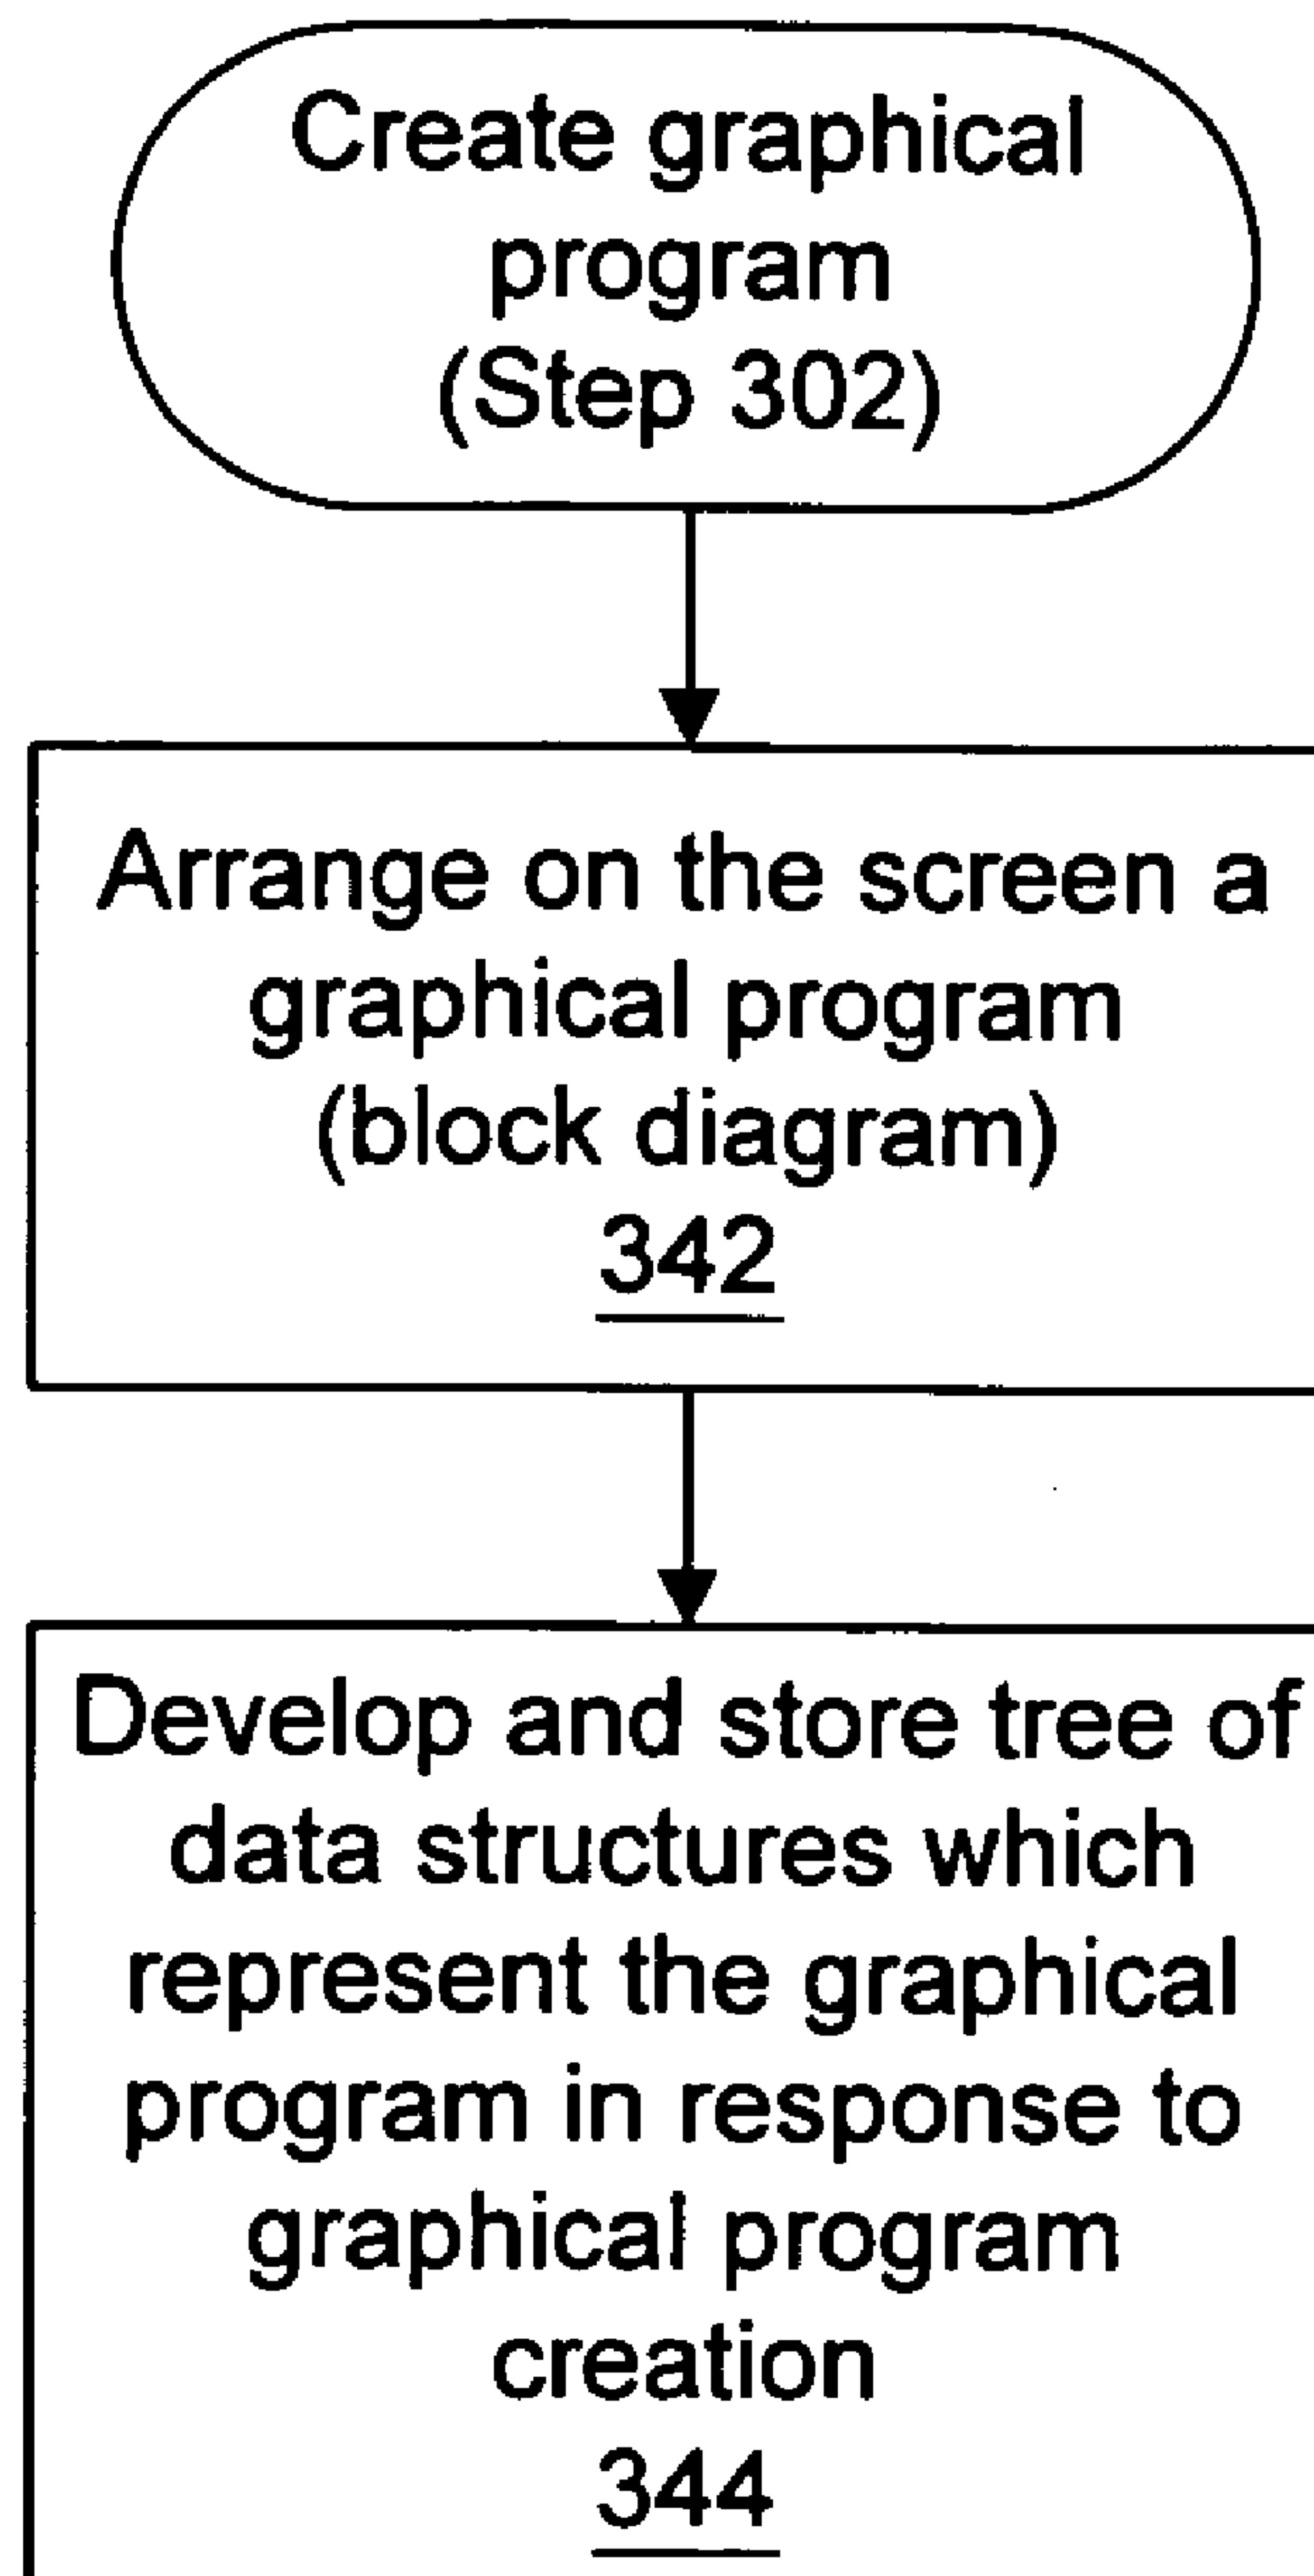 Create graphical
program
(Step 302)
Arrange on the screen a
graphical program
(block diagram)
342
Develop and store tree of
data structures which
represent the graphical
program in response to
graphical program
creation
344